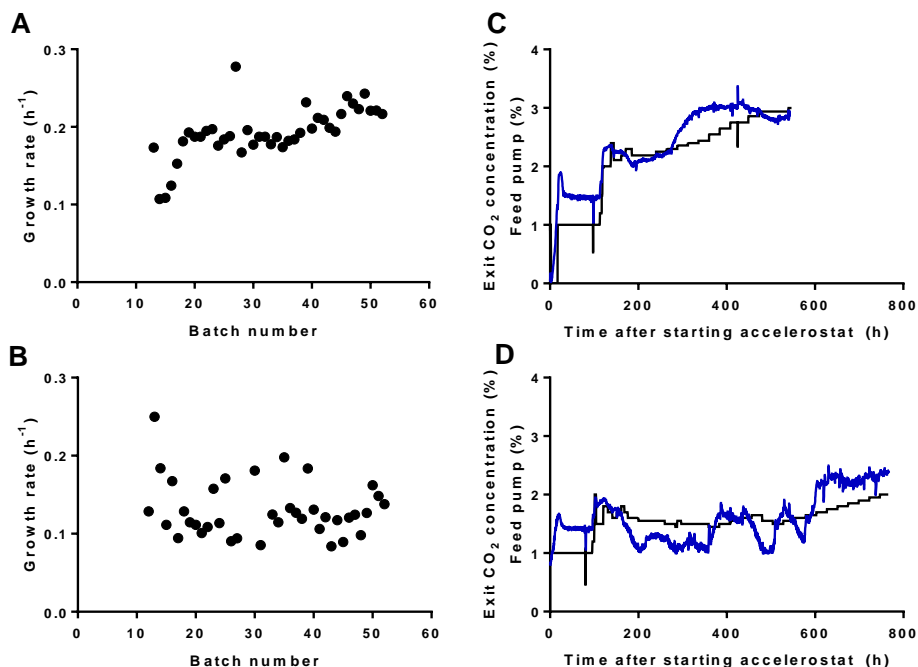 A
Growth rate (h⁻¹)
0.3
0.2
0.1
0.0
0 10 20 30 40 50 60
Batch number
C
Exit CO₂ concentration (%)
Feed pump (%)
4
3
2
1
0
0 200 400 600 800
Time after starting accelerostat (h)
B
Growth rate (h⁻¹)
0.3
0.2
0.1
0.0
0 10 20 30 40 50 60
Batch number
D
Exit CO₂ concentration (%)
Feed pump (%)
4
3
2
1
0
0 200 400 600 800
Time after starting accelerostat (h)